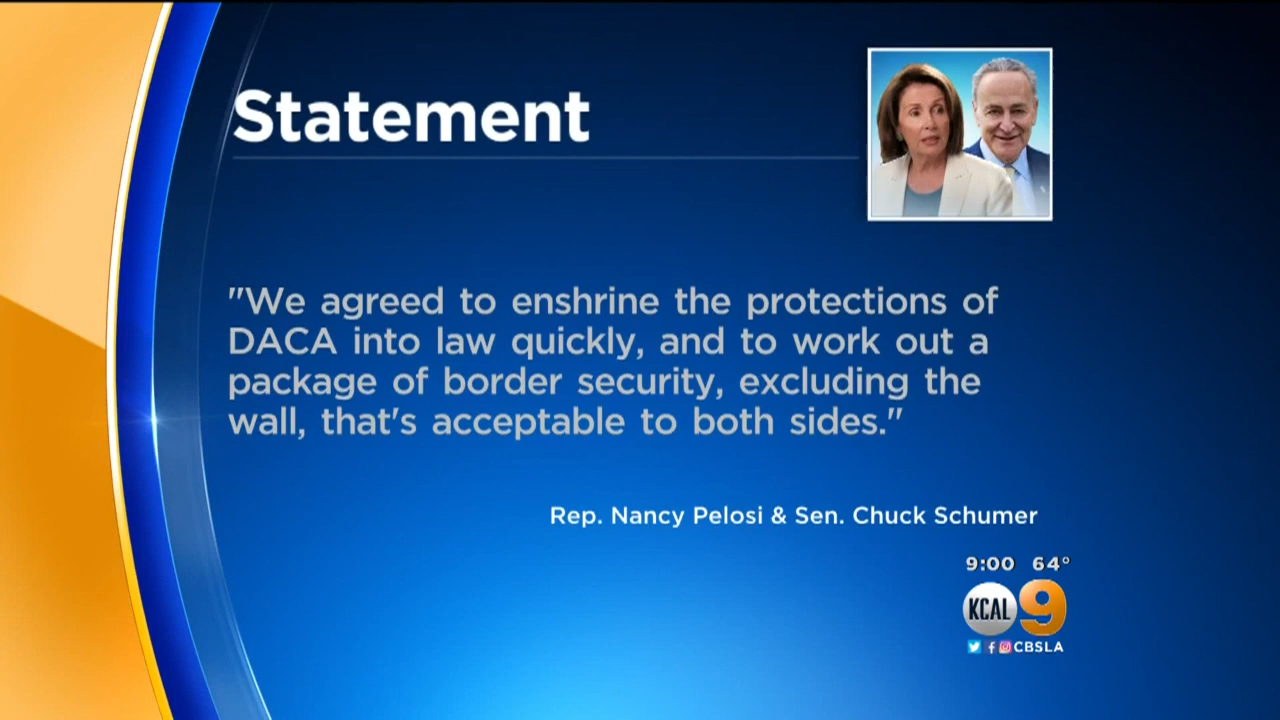 Statement
"We agreed to enshrine the protections of
DACA into law quickly, and to work out a
package of border security, excluding the
wall, that's acceptable to both sides."
Rep. Nancy Pelosi & Sen. Chuck Schumer
9:00 64°
KCAL 9
CBSLA